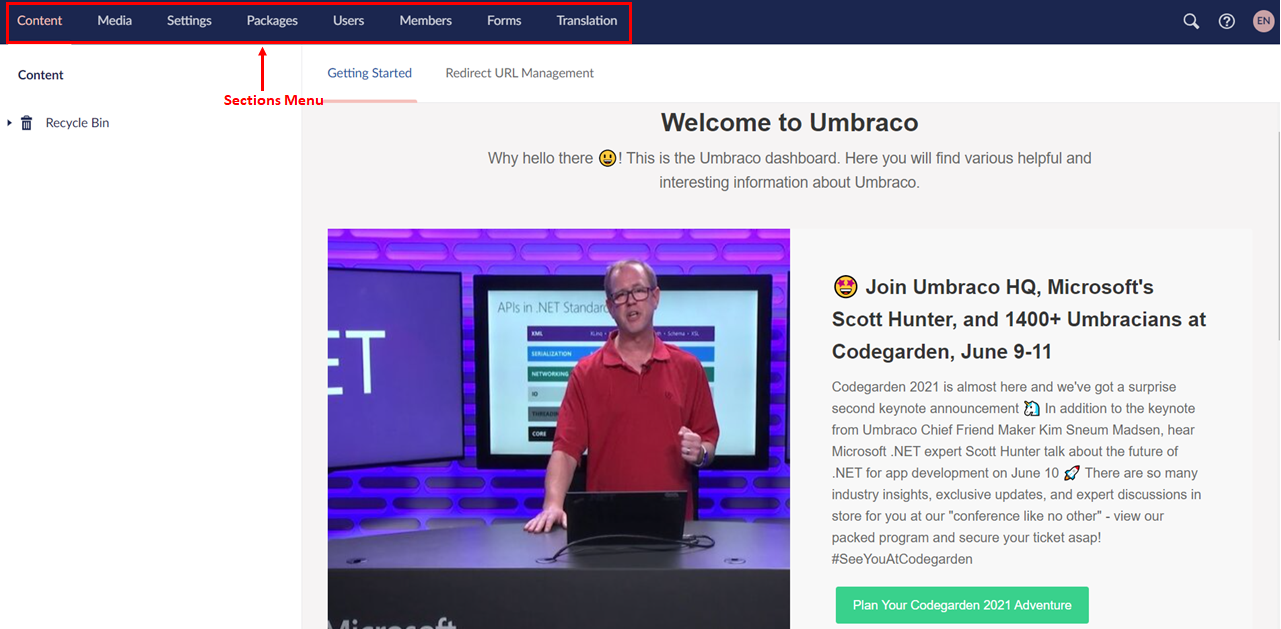 Content Media Settings Packages Users Members Forms Translation
EN
Sections Menu
Content
Recycle Bin
Getting Started Redirect URL Management
Welcome to Umbraco
Why hello there 😃! This is the Umbraco dashboard. Here you will find various helpful and
interesting information about Umbraco.
.NET
APIs in .NET Standard
XML
SERIALIZATION
NETWORKING
IO
THREADING
CORE
Microsoft
🤩 Join Umbraco HQ, Microsoft's
Scott Hunter, and 1400+ Umbracians at
Codegarden, June 9-11
Codegarden 2021 is almost here and we've got a surprise
second keynote announcement 🦄 In addition to the keynote
from Umbraco Chief Friend Maker Kim Sneum Madsen, hear
Microsoft .NET expert Scott Hunter talk about the future of
.NET for app development on June 10 🚀 There are so many
industry insights, exclusive updates, and expert discussions in
store for you at our "conference like no other" - view our
packed program and secure your ticket asap!
#SeeYouAtCodegarden
Plan Your Codegarden 2021 Adventure